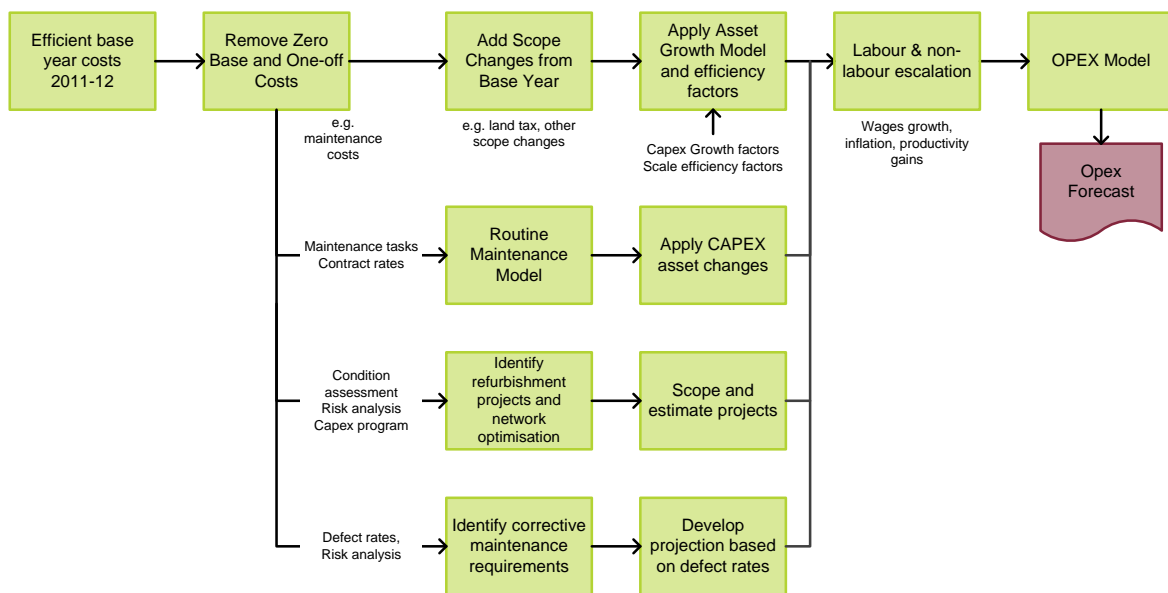 Efficient base
year costs
2011-12
Remove Zero
Base and One-off
Costs
Add Scope
Changes from
Base Year
Apply Asset
Growth Model
and efficiency
factors
Labour & non-
labour escalation
OPEX Model
e.g.
maintenance
costs
e.g. land tax, other
scope changes
Capex Growth factors
Scale efficiency factors
Wages growth,
inflation, productivity
gains
Opex
Forecast
Maintenance tasks
Contract rates
Routine
Maintenance
Model
Apply CAPEX
asset changes
Condition
assessment
Risk analysis
Capex program
Identify
refurbishment
projects and
network
optimisation
Scope and
estimate projects
Defect rates,
Risk analysis
Identify corrective
maintenance
requirements
Develop
projection based
on defect rates